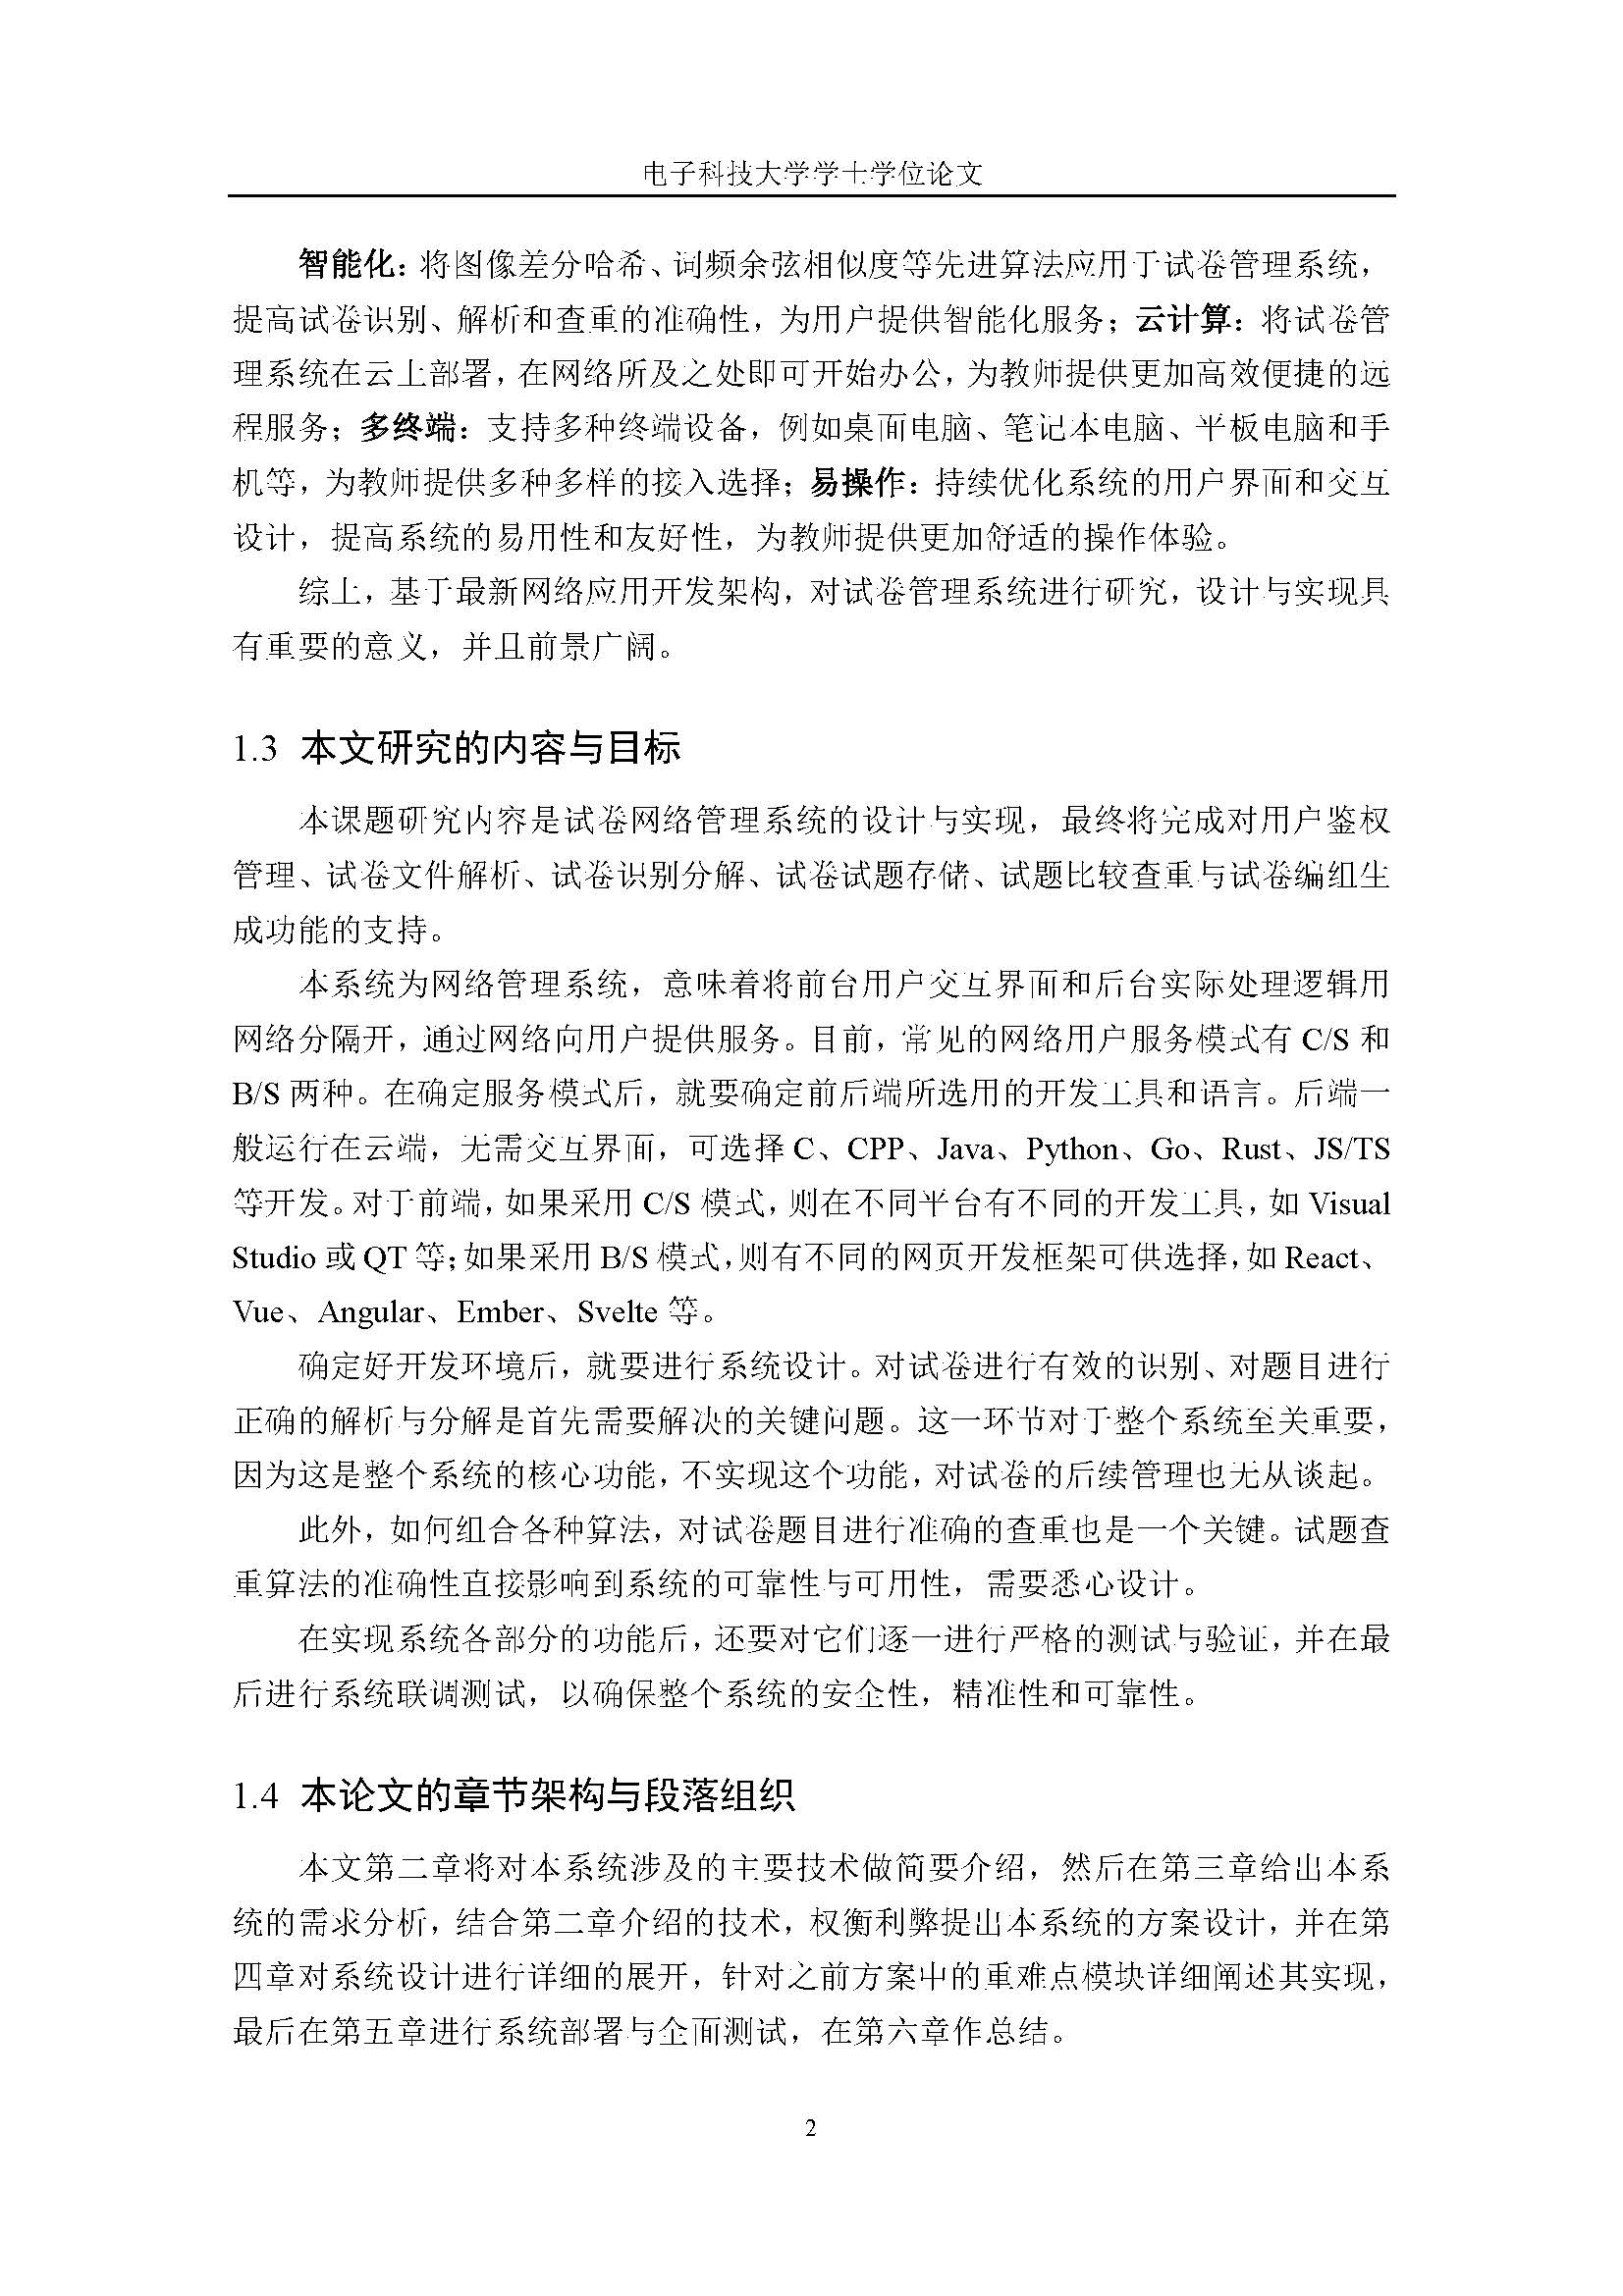 电子科技大学学士学位论文
智能化：将图像差分哈希、词频余弦相似度等先进算法应用于试卷管理系统，
提高试卷识别、解析和查重的准确性，为用户提供智能化服务；云计算：将试卷管
理系统在云上部署，在网络所及之处即可开始办公，为教师提供更加高效便捷的远
程服务；多终端：支持多种终端设备，例如桌面电脑、笔记本电脑、平板电脑和手
机等，为教师提供多种多样的接入选择；易操作：持续优化系统的用户界面和交互
设计，提高系统的易用性和友好性，为教师提供更加舒适的操作体验。
综上，基于最新网络应用开发架构，对试卷管理系统进行研究，设计与实现具
有重要的意义，并且前景广阔。
1.3 本文研究的内容与目标
本课题研究内容是试卷网络管理系统的设计与实现，最终将完成对用户鉴权
管理、试卷文件解析、试卷识别分解、试卷试题存储、试题比较查重与试卷编组生
成功能的支持。
本系统为网络管理系统，意味着将前台用户交互界面和后台实际处理逻辑用
网络分隔开，通过网络向用户提供服务。目前，常见的网络用户服务模式有 C/S 和
B/S 两种。在确定服务模式后，就要确定前后端所选用的开发工具和语言。后端一
般运行在云端，无需交互界面，可选择 C、CPP、Java、Python、Go、Rust、JS/TS
等开发。对于前端，如果采用 C/S 模式，则在不同平台有不同的开发工具，如 Visual
Studio 或 QT 等；如果采用 B/S 模式，则有不同的网页开发框架可供选择，如 React、
Vue、Angular、Ember、Svelte 等。
确定好开发环境后，就要进行系统设计。对试卷进行有效的识别、对题目进行
正确的解析与分解是首先需要解决的关键问题。这一环节对于整个系统至关重要，
因为这是整个系统的核心功能，不实现这个功能，对试卷的后续管理也无从谈起。
此外，如何组合各种算法，对试卷题目进行准确的查重也是一个关键。试题查
重算法的准确性直接影响到系统的可靠性与可用性，需要悉心设计。
在实现系统各部分的功能后，还要对它们逐一进行严格的测试与验证，并在最
后进行系统联调测试，以确保整个系统的安全性，精准性和可靠性。
1.4 本论文的章节架构与段落组织
本文第二章将对本系统涉及的主要技术做简要介绍，然后在第三章给出本系
统的需求分析，结合第二章介绍的技术，权衡利弊提出本系统的方案设计，并在第
四章对系统设计进行详细的展开，针对之前方案中的重难点模块详细阐述其实现，
最后在第五章进行系统部署与全面测试，在第六章作总结。
2